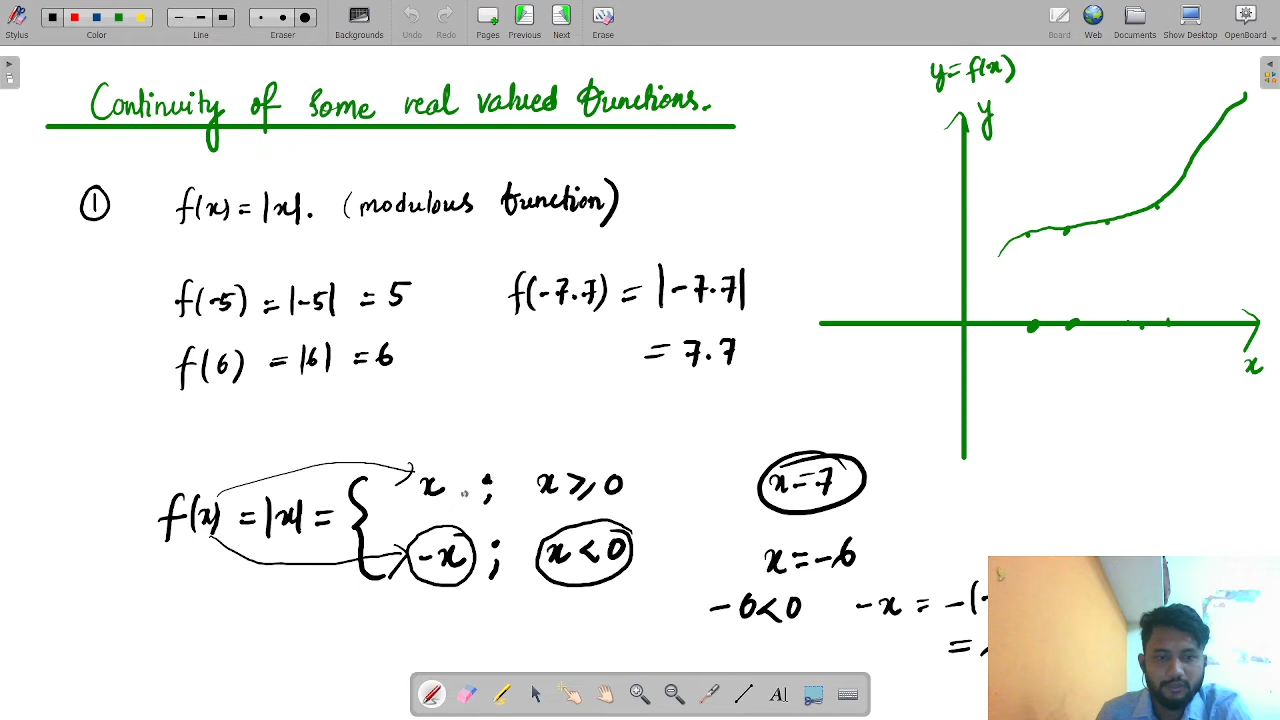 Stylus
Color
Line
Eraser
Backgrounds
Undo
Redo
Pages
Previous
Next
Erase
Board
Web
Documents
Show Desktop
OpenBoard
Continuity of some real valued functions.
y = f(x)
y
x
① f(x) = |x|. (modulous function)
f(-5) = |-5| = 5
f(-7.7) = |-7.7|
f(6) = |6| = 6
= 7.7
f(x) = |x| = { x ; x ≥ 0
-x ; x < 0
x = 7
x = -6
-6 < 0
-x = -(-
=
AI